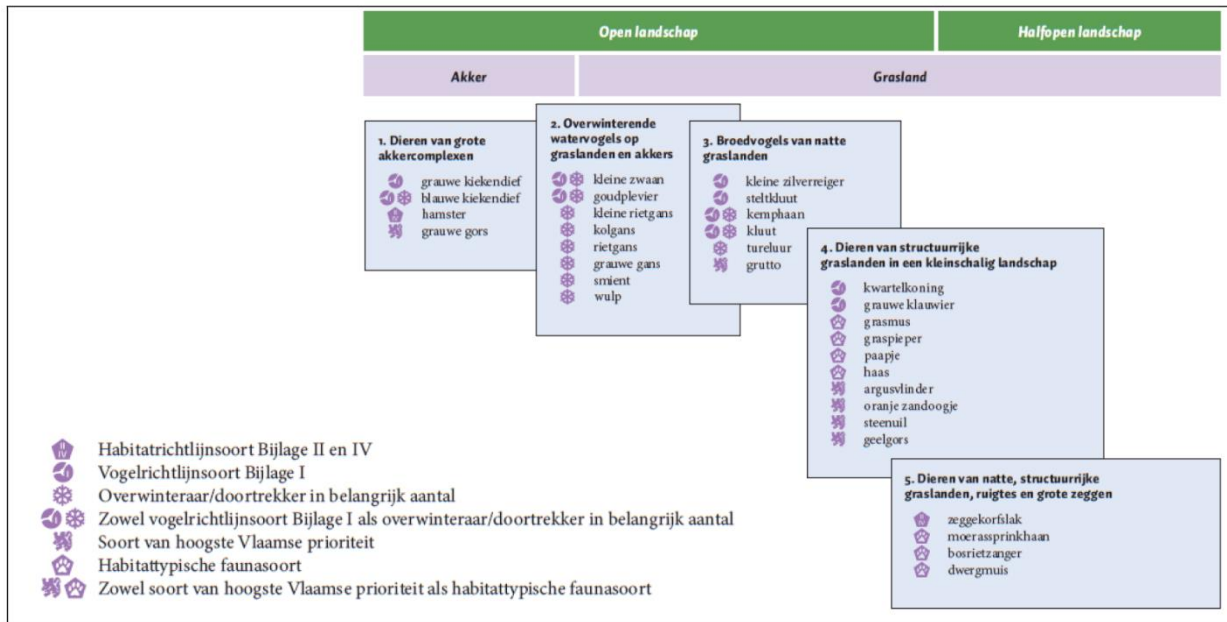 Open landschap
Halfopen landschap
Akker
Grasland
1. Dieren van grote
akkercomplexen
grauwe kiekendief
blauwe kiekendief
hamster
grauwe gors
2. Overwinterende
watervogels op
graslanden en akkers
kleine zwaan
goudplevier
kleine rietgans
kolgans
rietgans
grauwe gans
smient
wulp
3. Broedvogels van natte
graslanden
kleine zilverreiger
steltkluut
kemphaan
kluut
tureluur
grutto
4. Dieren van structuurrijke
graslanden in een kleinschalig landschap
kwartelkoning
grauwe klauwier
grasmus
graspieper
paapje
haas
argusvlinder
oranje zandoogje
steenuil
geelgors
5. Dieren van natte, structuurrijke
graslanden, ruigtes en grote zeggen
zeggekorfslak
moerassprinkhaan
bosrietzanger
dwergmuis
II
IV
Habitatrichtlijnsoort Bijlage II en IV
Vogelrichtlijnsoort Bijlage I
Overwinteraar/doortrekker in belangrijk aantal
Zowel vogelrichtlijnsoort Bijlage I als overwinteraar/doortrekker in belangrijk aantal
Soort van hoogste Vlaamse prioriteit
Habitattypische faunasoort
Zowel soort van hoogste Vlaamse prioriteit als habitattypische faunasoort